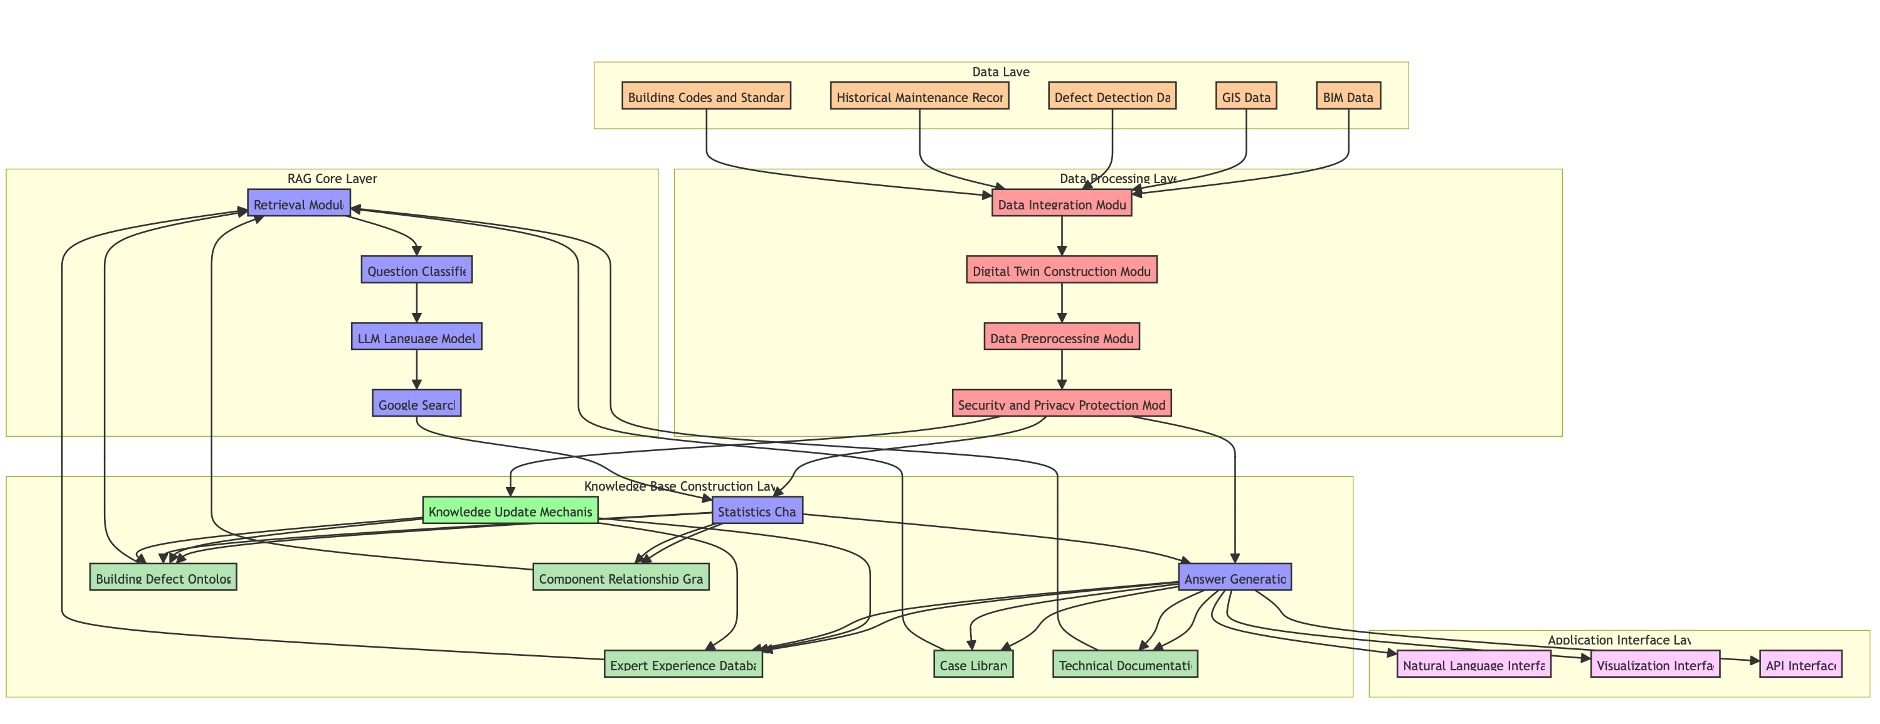 Data Laye
Building Codes and Standar
Historical Maintenance Recor
Defect Detection Da
GIS Data
BIM Data
RAG Core Layer
Data Processing Laye
Retrieval Modul
Data Integration Modu
Question Classifie
Digital Twin Construction Modu
LLM Language Model
Data Preprocessing Modu
Google Search
Security and Privacy Protection Mod
Knowledge Base Construction Lay
Knowledge Update Mechanis
Statistics Cha
Building Defect Ontolog
Component Relationship Gra
Answer Generatio
Application Interface Lay
Expert Experience Databa
Case Library
Technical Documentati
Natural Language Interfa
Visualization Interfac
API Interface